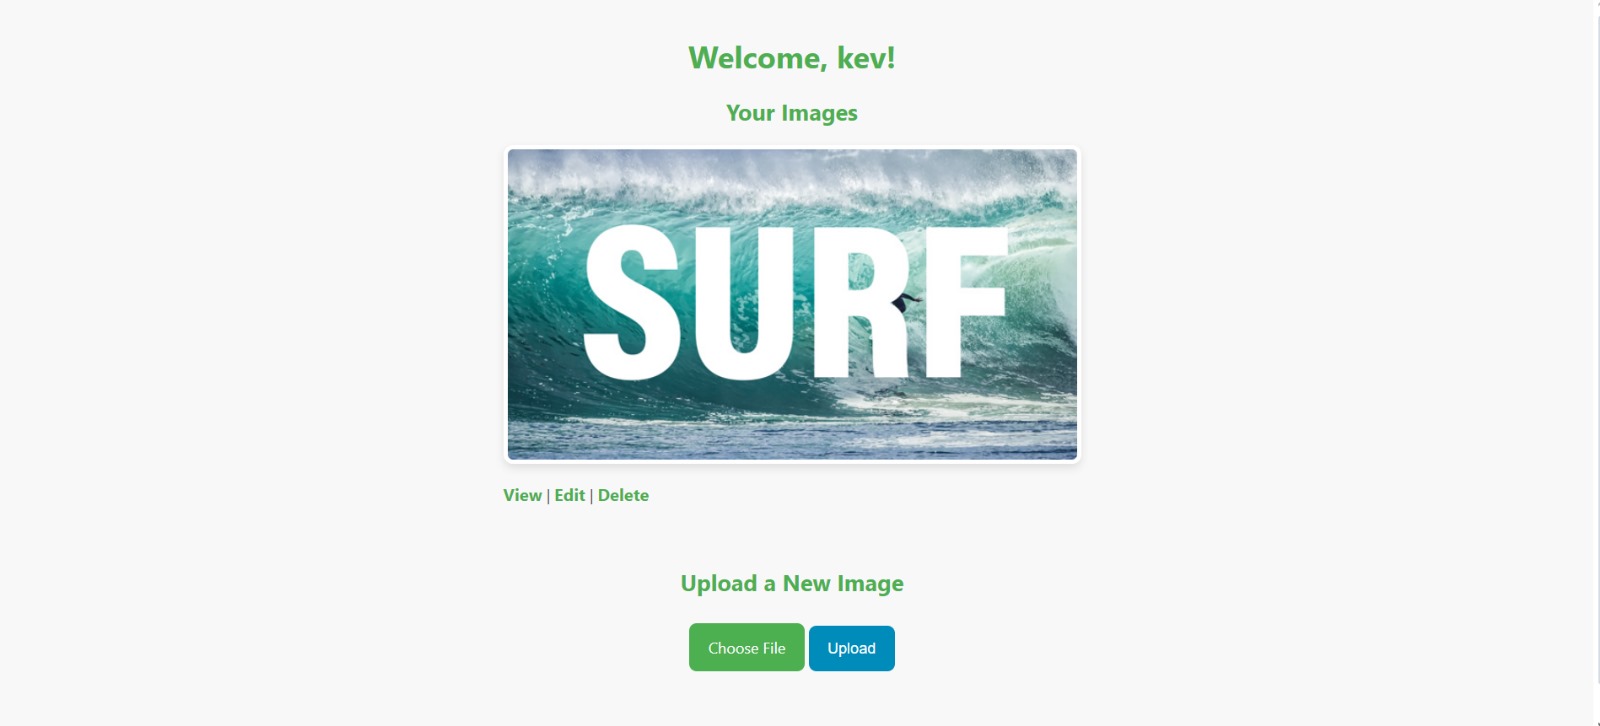 Welcome, kev!
Your Images
SURF
View | Edit | Delete
Upload a New Image
Choose File Upload